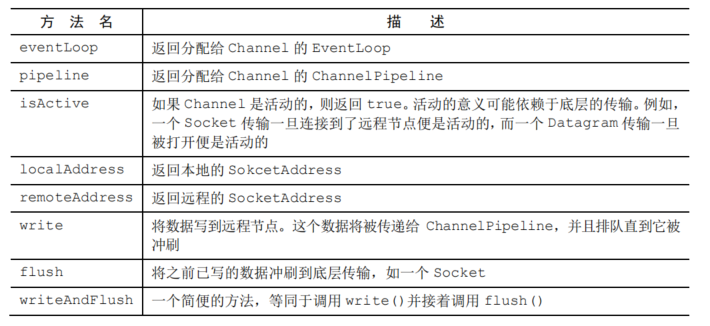 方 法 名 描 述
eventLoop 返回分配给 Channel 的 EventLoop
pipeline 返回分配给 Channel 的 ChannelPipeline
isActive 如果 Channel 是活动的，则返回 true。活动的意义可能依赖于底层的传输。例如，
一个 Socket 传输一旦连接到了远程节点便是活动的，而一个 Datagram 传输一旦
被打开便是活动的
localAddress 返回本地的 SokcetAddress
remoteAddress 返回远程的 SocketAddress
write 将数据写到远程节点。这个数据将被传递给 ChannelPipeline，并且排队直到它被
冲刷
flush 将之前已写的数据冲刷到底层传输，如一个 Socket
writeAndFlush 一个简便的方法，等同于调用 write()并接着调用 flush()